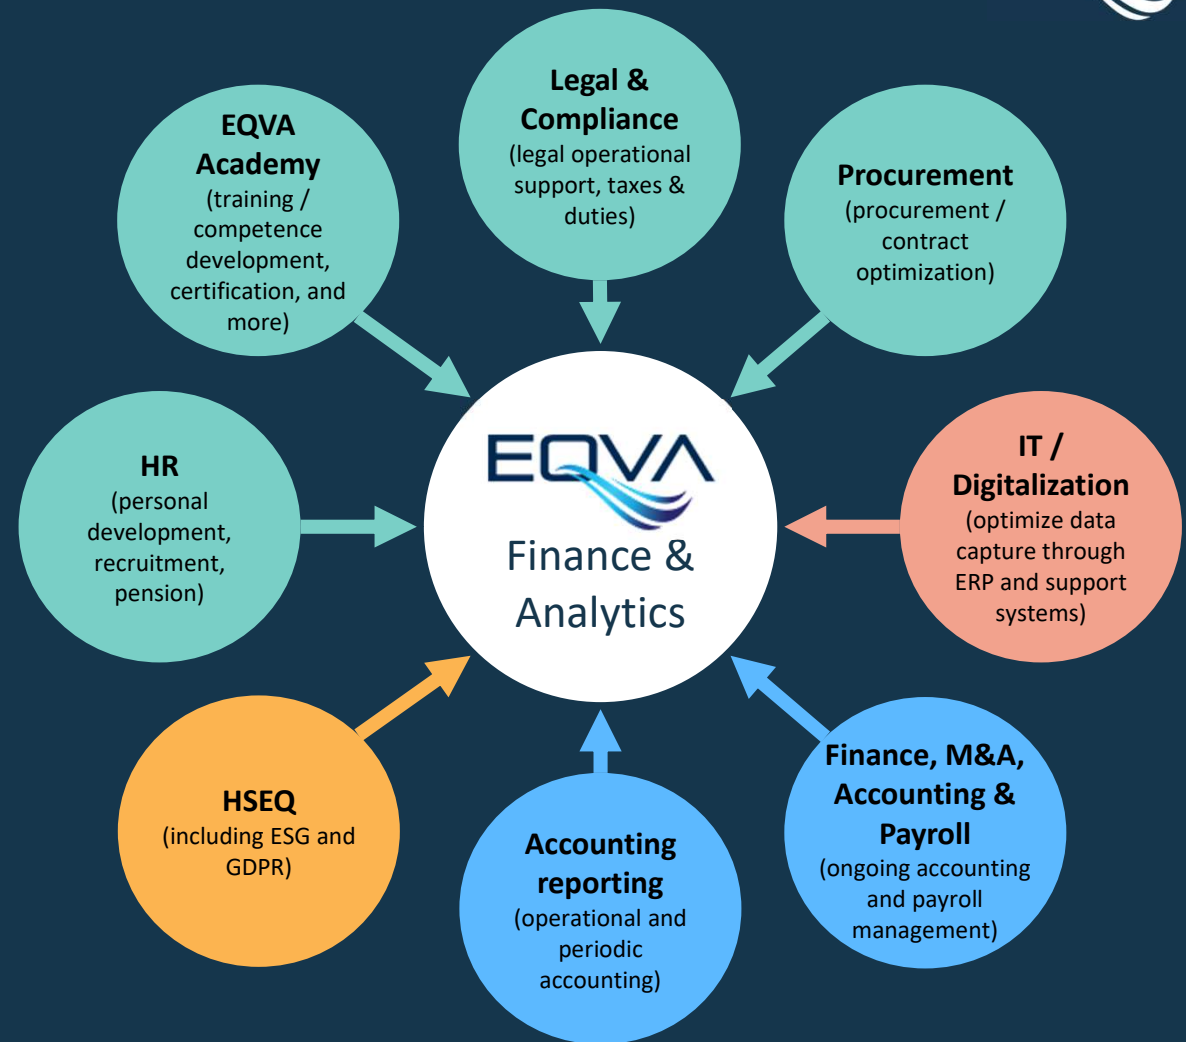 Legal &
Compliance
(legal operational
support, taxes &
duties)
EQVA
Academy
(training /
competence
development,
certification, and
more)
Procurement
(procurement /
contract
optimization)
HR
(personal
development,
recruitment,
pension)
EQVA
Finance &
Analytics
IT /
Digitalization
(optimize data
capture through
ERP and support
systems)
HSEQ
(including ESG and
GDPR)
Accounting
reporting
(operational and
periodic
accounting)
Finance, M&A,
Accounting &
Payroll
(ongoing accounting
and payroll
management)